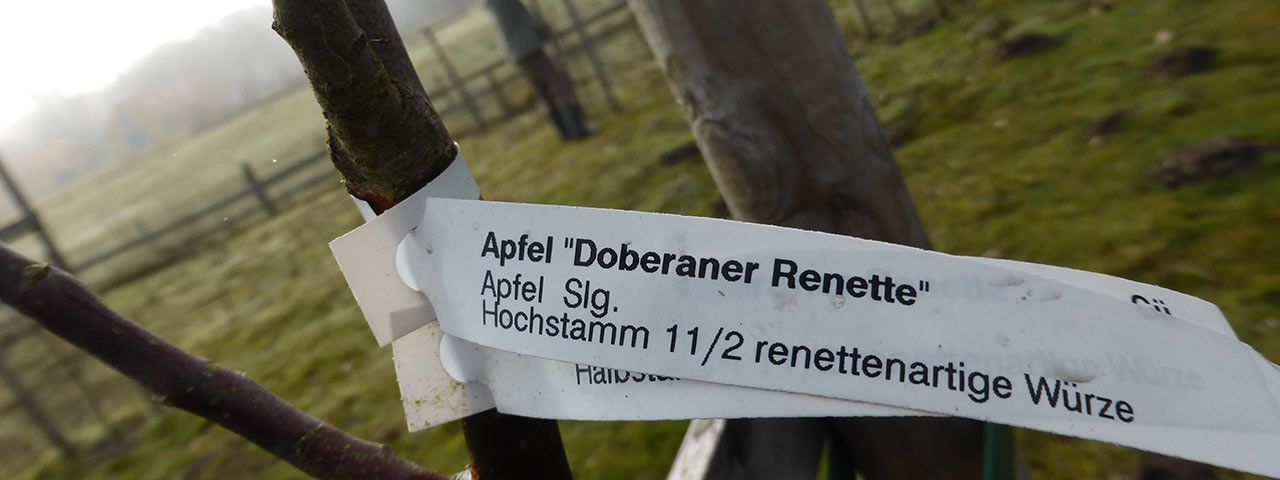 Apfel "Doberaner Renette"
Apfel Slg.
Hochstamm 11/2 renettenartige Würze